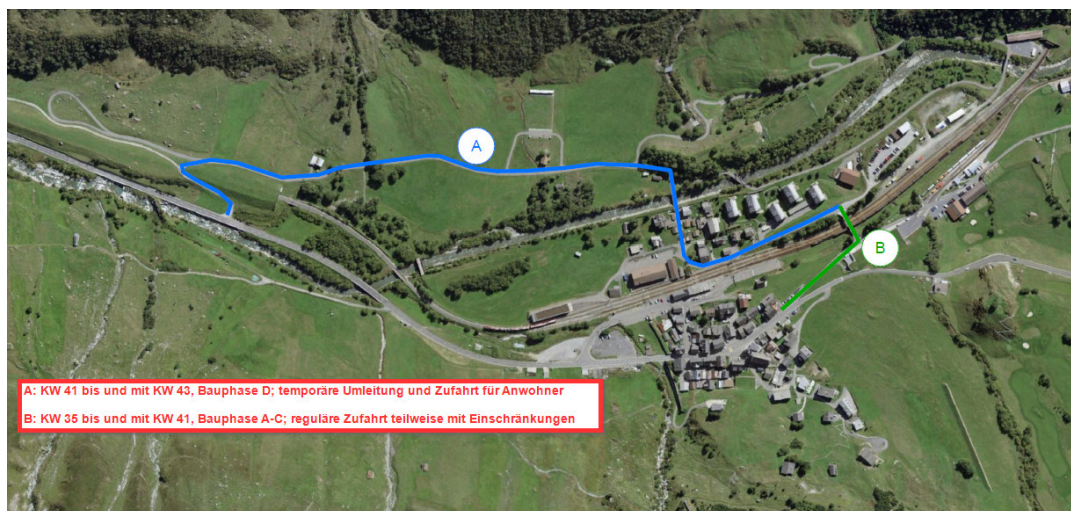 A
B
A: KW 41 bis und mit KW 43, Bauphase D; temporäre Umleitung und Zufahrt für Anwohner
B: KW 35 bis und mit KW 41, Bauphase A-C; reguläre Zufahrt teilweise mit Einschränkungen